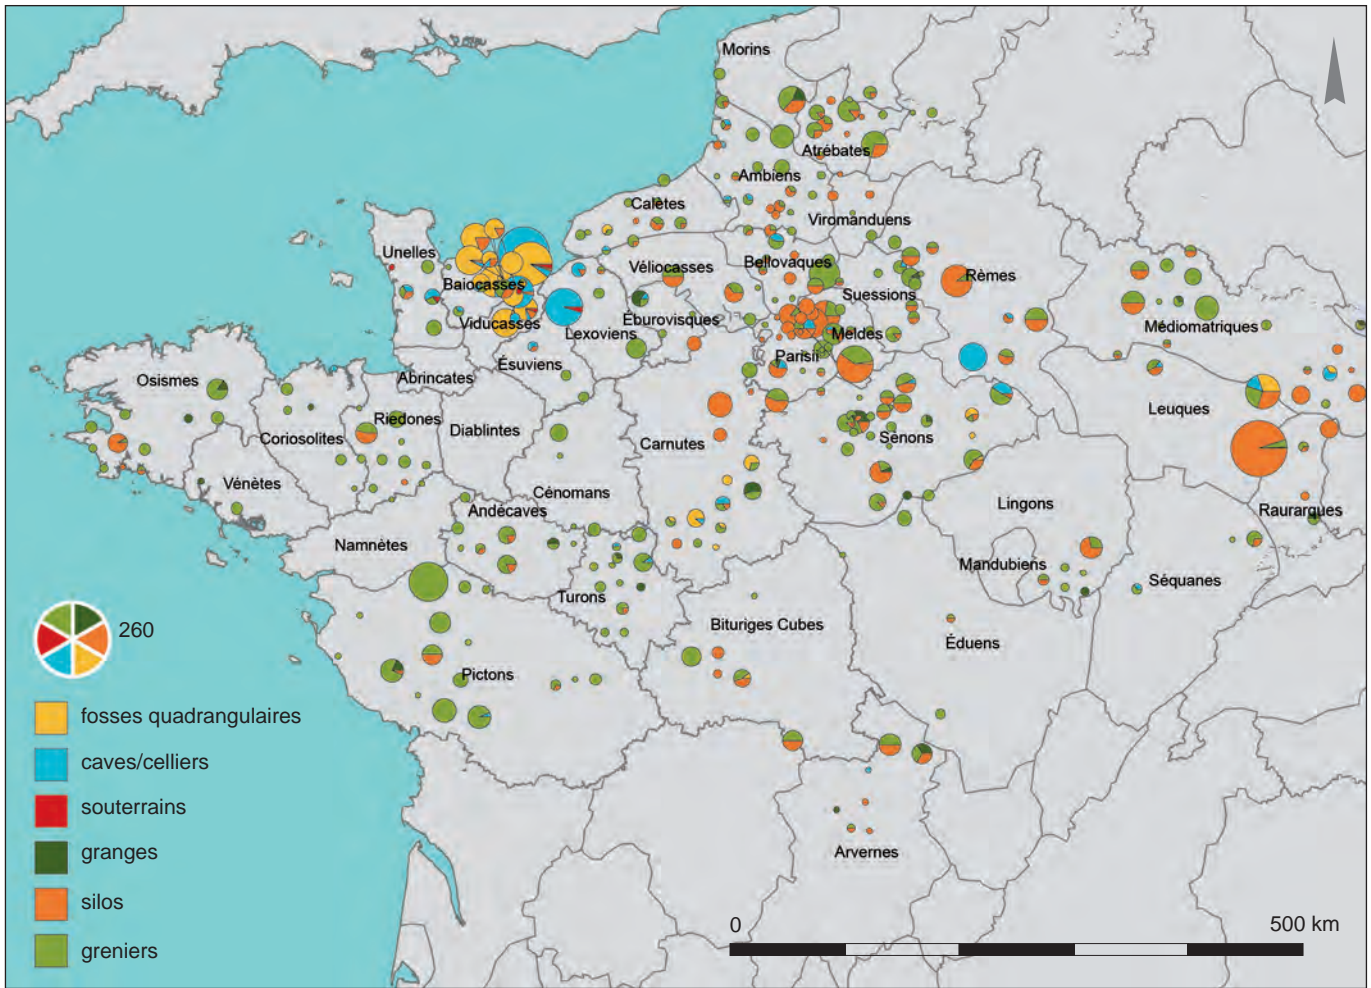 Morins
Atrébates
Ambiens
Calètes
Viromanduens
Unelles
Véliocasses
Bellovaques
Rèmes
Baiocasses
Suessions
Viducasses
Lexoviens
Éburovisques
Meldes
Médiomatriques
Ésuviens
Parisii
Osismes
Abrincates
Riedones
Diablintes
Coriosolites
Carnutes
Sénons
Leuques
Vénètes
Cénomans
Lingons
Andécaves
Raurarques
Namnètes
Mandubiens
Séquanes
Turons
Bituriges Cubes
Éduens
Pictons
Arvernes
260
fosses quadrangulaires
caves/celliers
souterrains
granges
silos
greniers
0 500 km